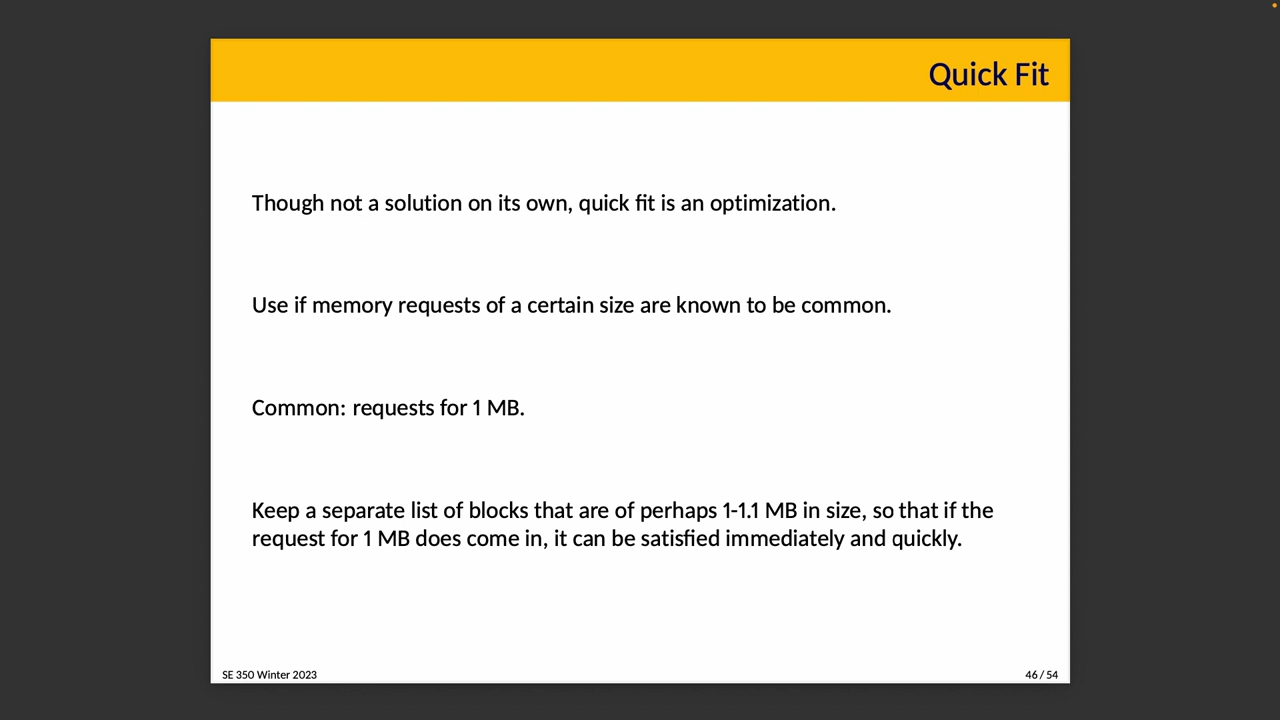 Quick Fit
Though not a solution on its own, quick fit is an optimization.
Use if memory requests of a certain size are known to be common.
Common: requests for 1 MB.
Keep a separate list of blocks that are of perhaps 1-1.1 MB in size, so that if the
request for 1 MB does come in, it can be satisfied immediately and quickly.
SE 350 Winter 2023
46 / 54